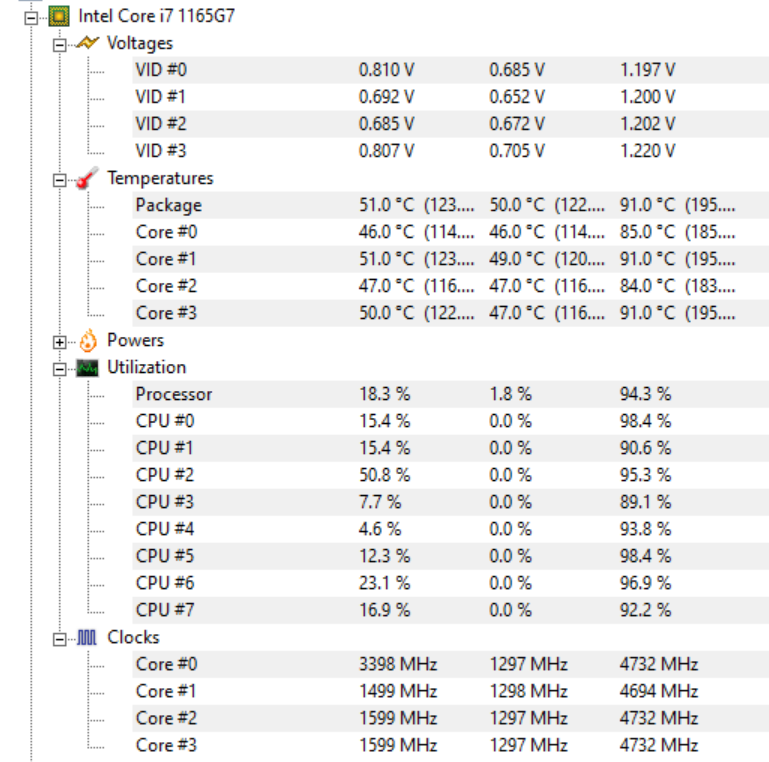 Intel Core i7 1165G7
Voltages
VID #0 0.810 V 0.685 V 1.197 V
VID #1 0.692 V 0.652 V 1.200 V
VID #2 0.685 V 0.672 V 1.202 V
VID #3 0.807 V 0.705 V 1.220 V
Temperatures
Package 51.0 °C (123.... 50.0 °C (122.... 91.0 °C (195....
Core #0 46.0 °C (114.... 46.0 °C (114.... 85.0 °C (185....
Core #1 51.0 °C (123.... 49.0 °C (120.... 91.0 °C (195....
Core #2 47.0 °C (116.... 47.0 °C (116.... 84.0 °C (183....
Core #3 50.0 °C (122.... 47.0 °C (116.... 91.0 °C (195....
Powers
Utilization
Processor 18.3 % 1.8 % 94.3 %
CPU #0 15.4 % 0.0 % 98.4 %
CPU #1 15.4 % 0.0 % 90.6 %
CPU #2 50.8 % 0.0 % 95.3 %
CPU #3 7.7 % 0.0 % 89.1 %
CPU #4 4.6 % 0.0 % 93.8 %
CPU #5 12.3 % 0.0 % 98.4 %
CPU #6 23.1 % 0.0 % 96.9 %
CPU #7 16.9 % 0.0 % 92.2 %
Clocks
Core #0 3398 MHz 1297 MHz 4732 MHz
Core #1 1499 MHz 1298 MHz 4694 MHz
Core #2 1599 MHz 1297 MHz 4732 MHz
Core #3 1599 MHz 1297 MHz 4732 MHz